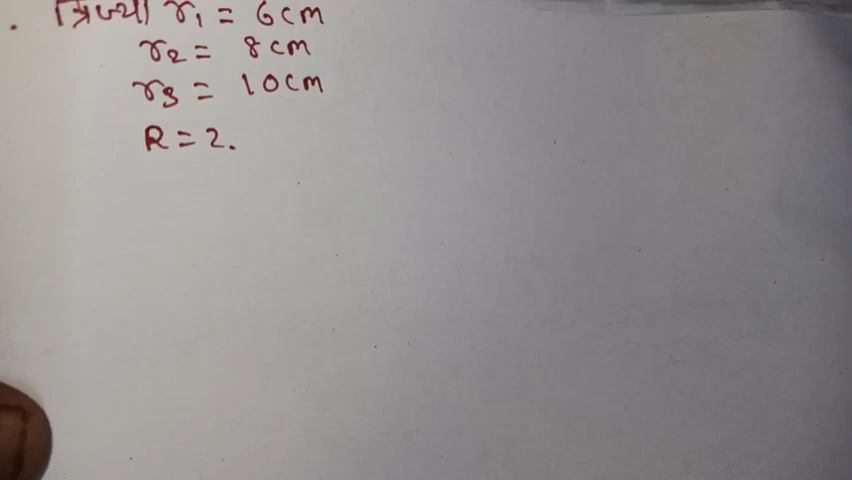 त्रिज्या r₁ = 6cm
r₂ = 8cm
r₃ = 10cm
R = 2.